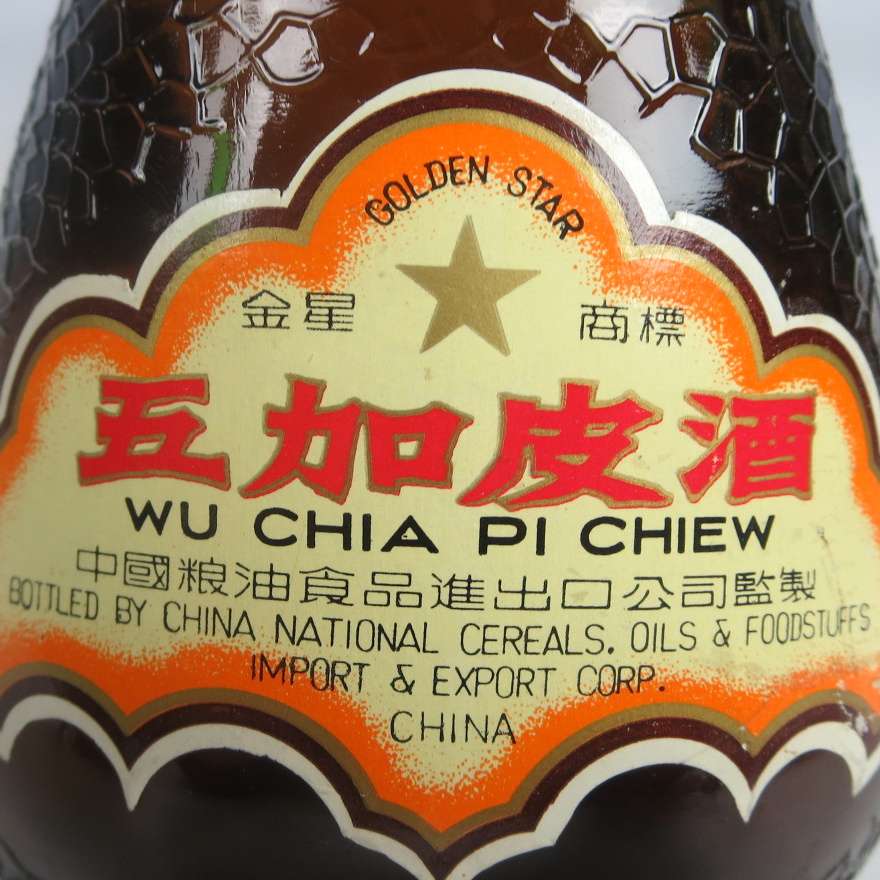 GOLDEN STAR
金星 商標
五加皮酒
WU CHIA PI CHIEW
中國粮油食品進出口公司監製
BOTTLED BY CHINA NATIONAL CEREALS. OILS & FOODSTUFFS
IMPORT & EXPORT CORP.
CHINA